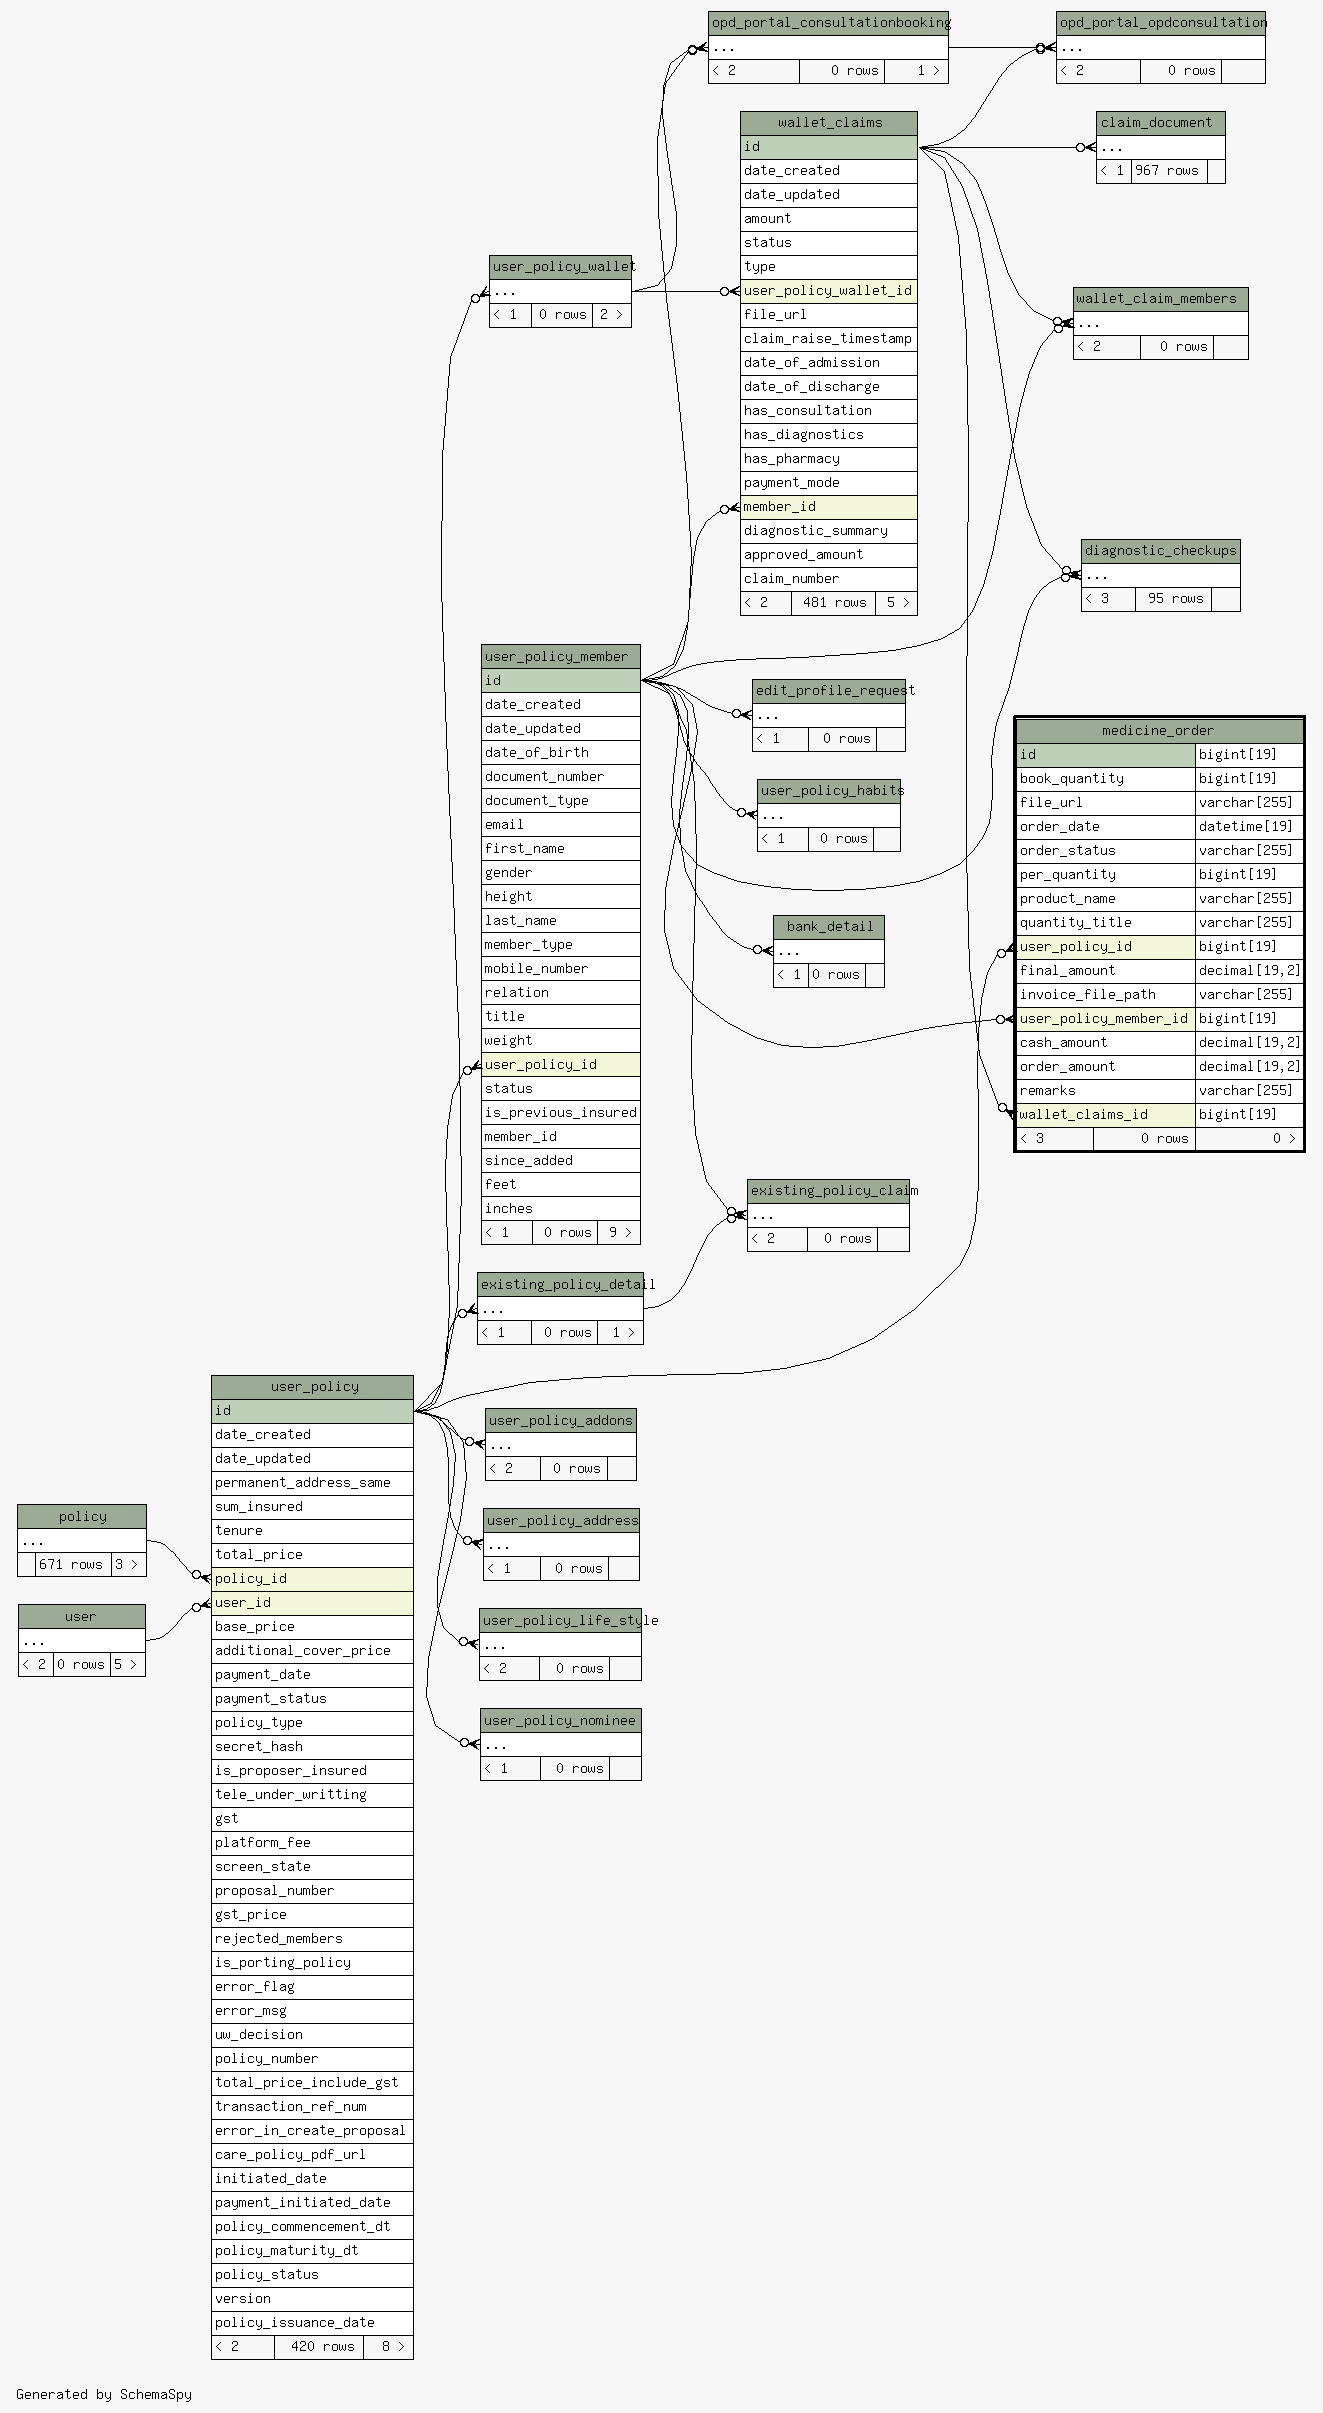 opd_portal_consultationbooking
...
< 2 0 rows 1 >
opd_portal_opdconsultation
...
< 2 0 rows
wallet_claims
id
date_created
date_updated
amount
status
type
user_policy_wallet_id
file_url
claim_raise_timestamp
date_of_admission
date_of_discharge
has_consultation
has_diagnostics
has_pharmacy
payment_mode
member_id
diagnostic_summary
approved_amount
claim_number
< 2 481 rows 5 >
claim_document
...
< 1 967 rows
user_policy_wallet
...
< 1 0 rows 2 >
wallet_claim_members
...
< 2 0 rows
diagnostic_checkups
...
< 3 95 rows
user_policy_member
id
date_created
date_updated
date_of_birth
document_number
document_type
email
first_name
gender
height
last_name
member_type
mobile_number
relation
title
weight
user_policy_id
status
is_previous_insured
member_id
since_added
feet
inches
< 1 0 rows 9 >
edit_profile_request
...
< 1 0 rows
user_policy_habits
...
< 1 0 rows
bank_detail
...
< 1 0 rows
medicine_order
id bigint[19]
book_quantity bigint[19]
file_url varchar[255]
order_date datetime[19]
order_status varchar[255]
per_quantity bigint[19]
product_name varchar[255]
quantity_title varchar[255]
user_policy_id bigint[19]
final_amount decimal[19,2]
invoice_file_path varchar[255]
user_policy_member_id bigint[19]
cash_amount decimal[19,2]
order_amount decimal[19,2]
remarks varchar[255]
wallet_claims_id bigint[19]
< 3 0 rows 0 >
existing_policy_claim
...
< 2 0 rows
existing_policy_detail
...
< 1 0 rows 1 >
user_policy
id
date_created
date_updated
permanent_address_same
sum_insured
tenure
total_price
policy_id
user_id
base_price
additional_cover_price
payment_date
payment_status
policy_type
secret_hash
is_proposer_insured
tele_under_writting
gst
platform_fee
screen_state
proposal_number
gst_price
rejected_members
is_porting_policy
error_flag
error_msg
uw_decision
policy_number
total_price_include_gst
transaction_ref_num
error_in_create_proposal
care_policy_pdf_url
initiated_date
payment_initiated_date
policy_commencement_dt
policy_maturity_dt
policy_status
version
policy_issuance_date
< 2 420 rows 8 >
user_policy_addons
...
< 2 0 rows
policy
...
671 rows 3 >
user_policy_address
...
< 1 0 rows
user
...
< 2 0 rows 5 >
user_policy_life_style
...
< 2 0 rows
user_policy_nominee
...
< 1 0 rows
Generated by SchemaSpy